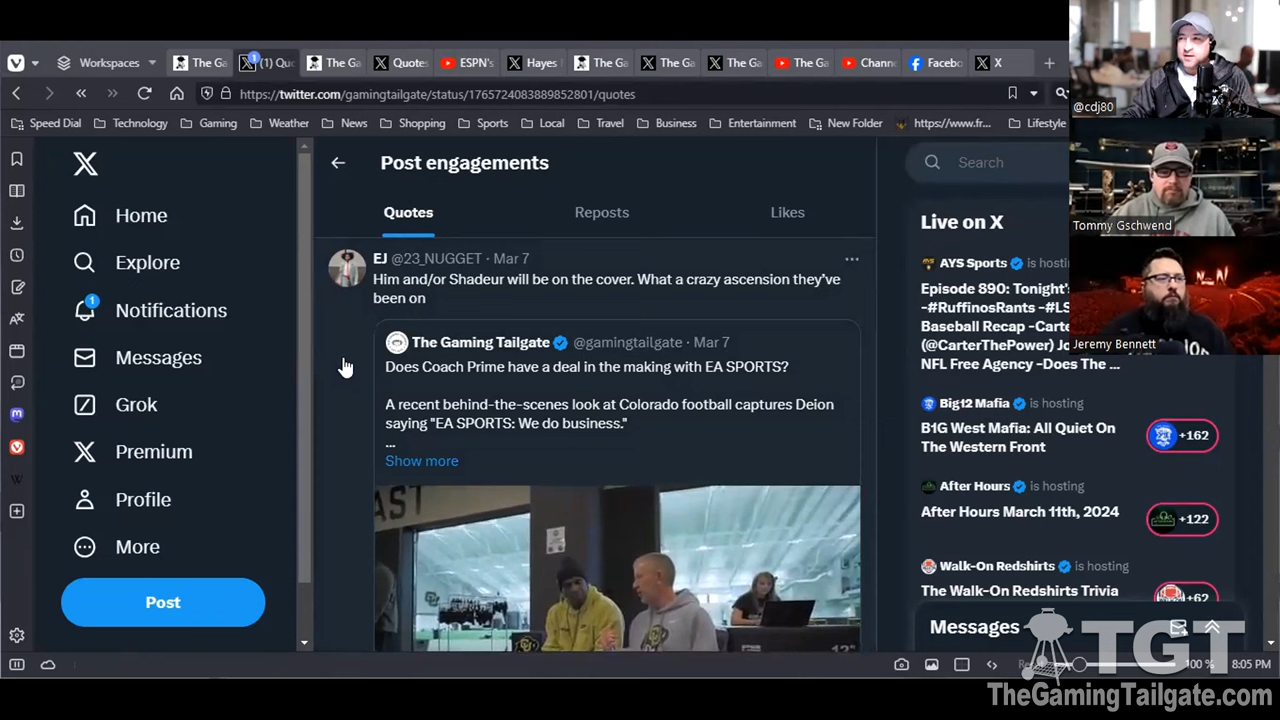 Workspaces
The Ga
(1) Quo
The Ga
Quotes
ESPN's
Hayes
The Ga
The Ga
The Ga
The Ga
Chann
Facebo
X
https://twitter.com/gamingtailgate/status/1765724083889852801/quotes
Speed Dial
Technology
Gaming
Weather
News
Shopping
Sports
Local
Travel
Business
Entertainment
New Folder
https://www.fr...
Lifestyle
@cdj80
Tommy Gschwend
Jeremy Bennett
Home
Explore
1
Notifications
Messages
Grok
Premium
Profile
More
Post
Post engagements
Quotes
Reposts
Likes
EJ @23_NUGGET · Mar 7
Him and/or Shadeur will be on the cover. What a crazy ascension they've
been on
The Gaming Tailgate @gamingtailgate · Mar 7
Does Coach Prime have a deal in the making with EA SPORTS?
A recent behind-the-scenes look at Colorado football captures Deion
saying "EA SPORTS: We do business."
...
Show more
Search
Live on X
AYS Sports is hosti
Episode 890: Tonight's
-#RuffinosRants -#LS
Baseball Recap -Carte
(@CarterThePower) Jo
NFL Free Agency -Does The ...
Big12 Mafia is hosting
B1G West Mafia: All Quiet On
The Western Front
+162
After Hours is hosting
After Hours March 11th, 2024
+122
Walk-On Redshirts is hosting
The Walk-On Redshirts Trivia
+62
Messages
100 %
8:05 PM
TGT
TheGamingTailgate.com